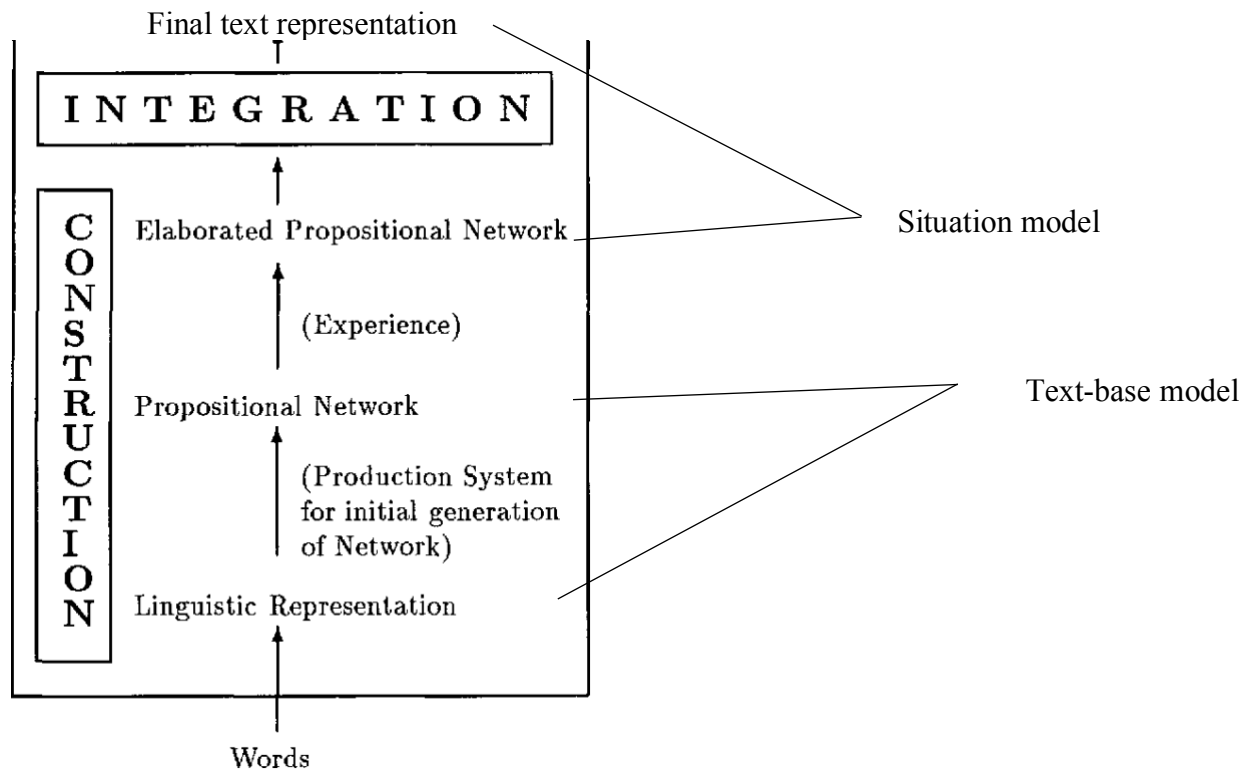 Final text representation
INTEGRATION
CONSTRUCTION
Elaborated Propositional Network
Situation model
(Experience)
Propositional Network
Text-base model
(Production System
for initial generation
of Network)
Linguistic Representation
Words